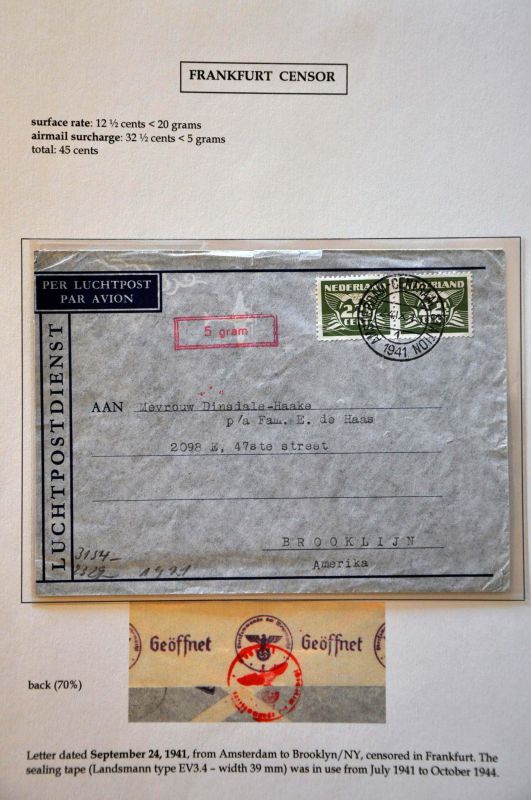 FRANKFURT CENSOR
surface rate: 12 ½ cents < 20 grams
airmail surcharge: 32 ½ cents < 5 grams
total: 45 cents
PER LUCHTPOST
PAR AVION
LUCHTPOSTDIENST
5 gram
NEDERLAND
NEDERLAND
CENT
1941
AAN Mevrouw Dinsdale-Haake
p/a Fam. E. de Haas
2098 E, 47ste street
BROOKLIJN
Amerika
3154-
Geöffnet
Geöffnet
back (70%)
Letter dated September 24, 1941, from Amsterdam to Brooklyn/NY, censored in Frankfurt. The
sealing tape (Landsmann type EV3.4 – width 39 mm) was in use from July 1941 to October 1944.